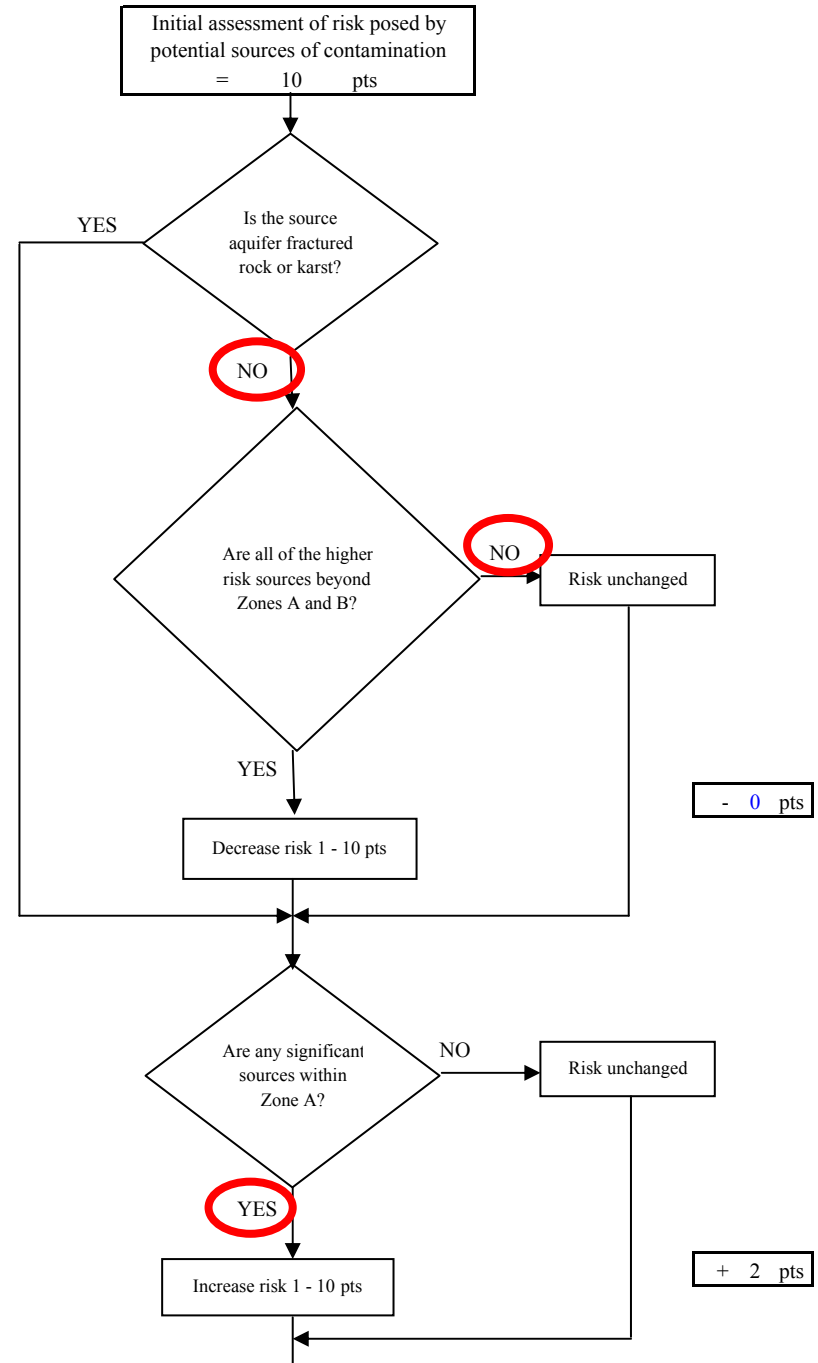 Initial assessment of risk posed by
potential sources of contamination
= 10 pts
YES
Is the source
aquifer fractured
rock or karst?
NO
Are all of the higher
risk sources beyond
Zones A and B?
NO
Risk unchanged
YES
- 0 pts
Decrease risk 1 - 10 pts
Are any significant
sources within
Zone A?
NO
Risk unchanged
YES
+ 2 pts
Increase risk 1 - 10 pts